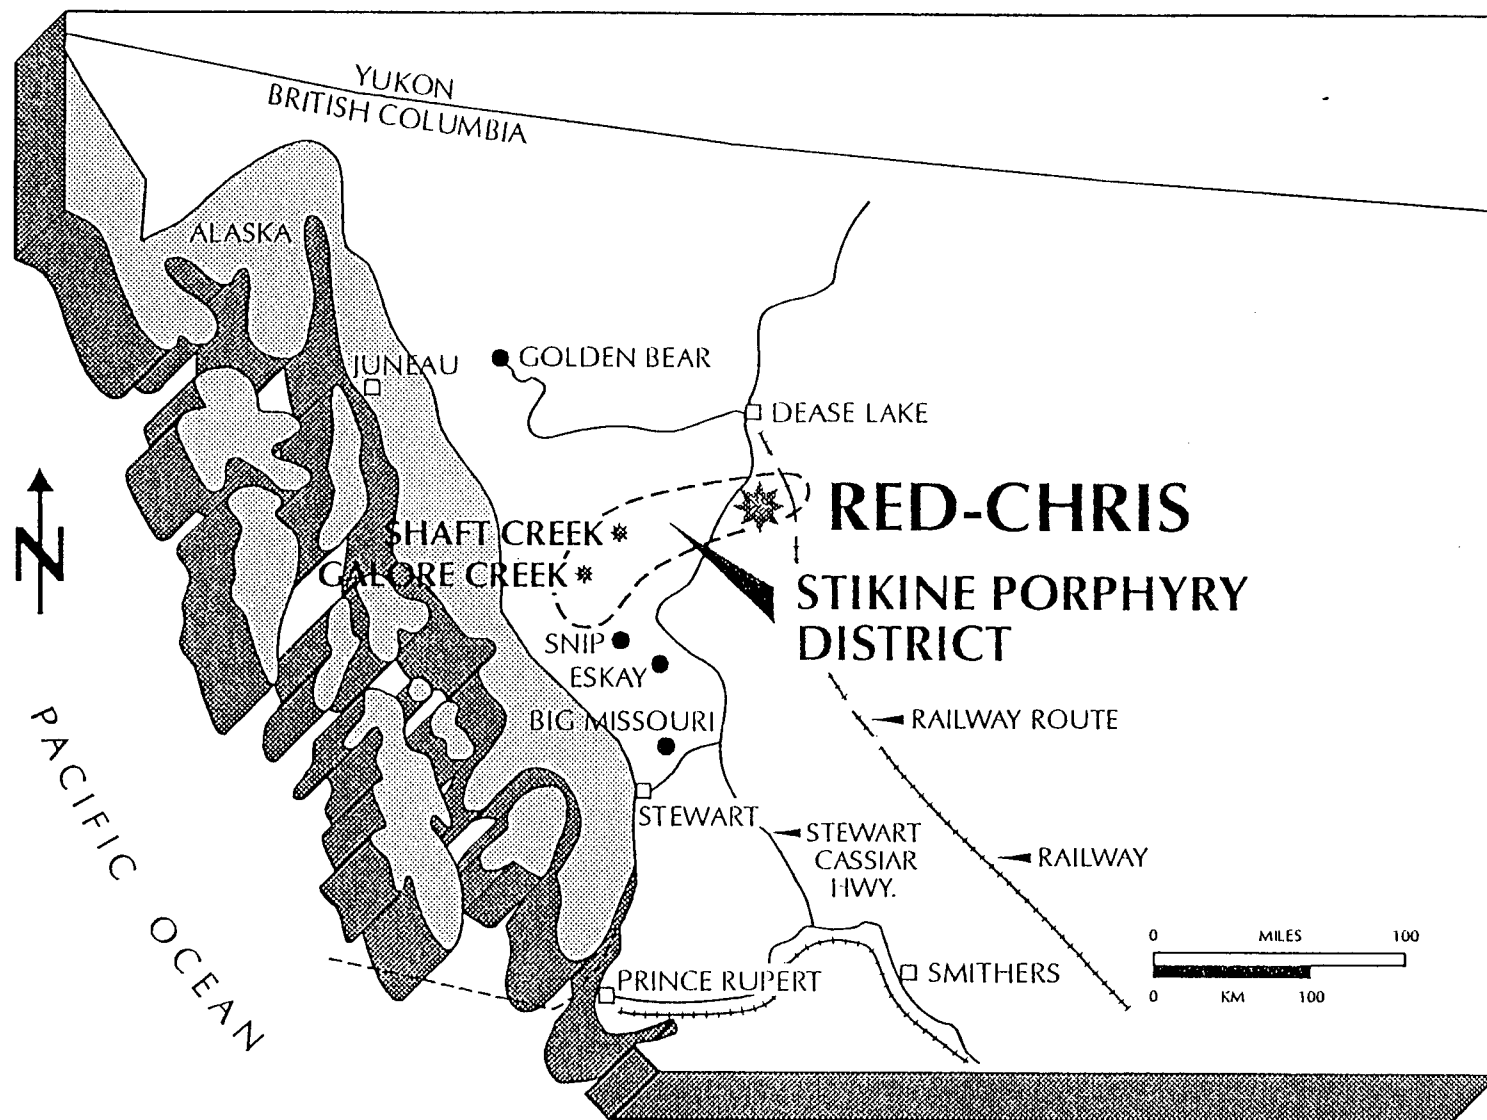 YUKON
BRITISH COLUMBIA
ALASKA
JUNEAU
GOLDEN BEAR
DEASE LAKE
RED-CHRIS
SHAFT CREEK
GALORE CREEK
STIKINE PORPHYRY
DISTRICT
N
SNIP
ESKAY
BIG MISSOURI
RAILWAY ROUTE
PACIFIC OCEAN
STEWART
STEWART
CASSIAR
HWY.
RAILWAY
0 MILES 100
0 KM 100
PRINCE RUPERT
SMITHERS